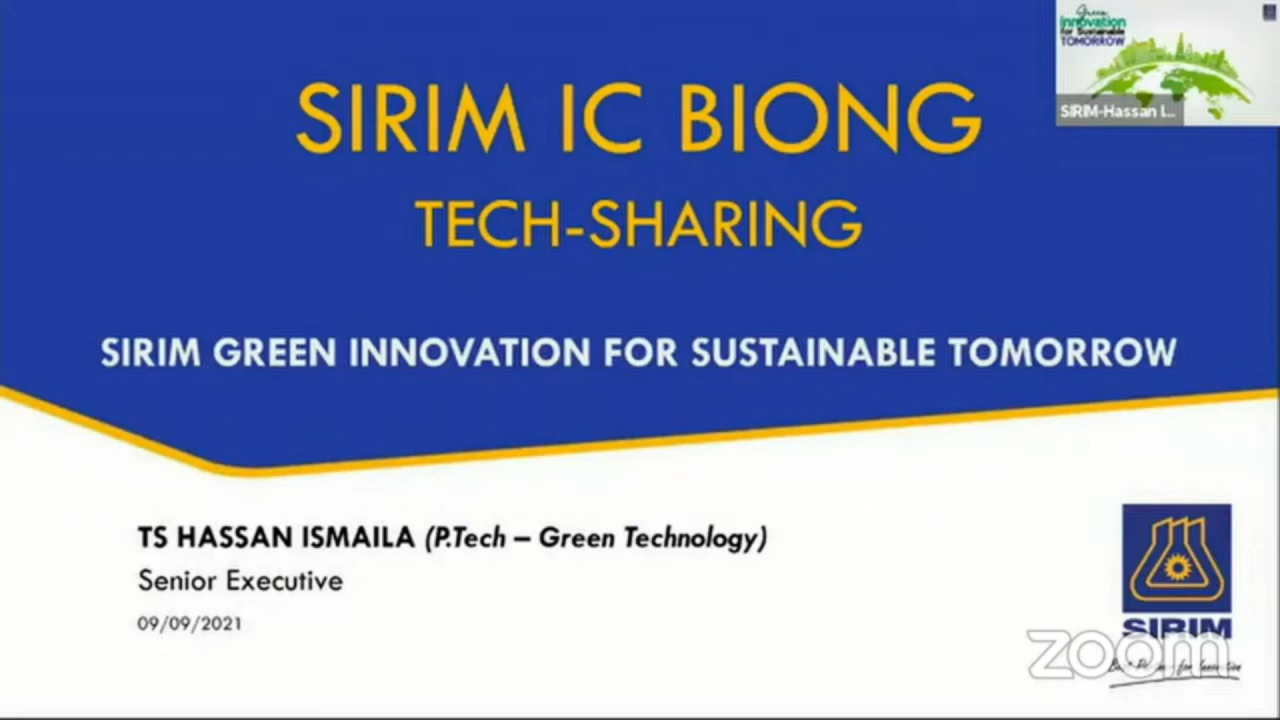 SIRIM IC BIONG
TECH-SHARING
SIRIM GREEN INNOVATION FOR SUSTAINABLE TOMORROW
TS HASSAN ISMAILA (P.Tech – Green Technology)
Senior Executive
09/09/2021
Green
innovation
for Sustainable
TOMORROW
SIRIM-Hassan I...
SIRIM
zoom